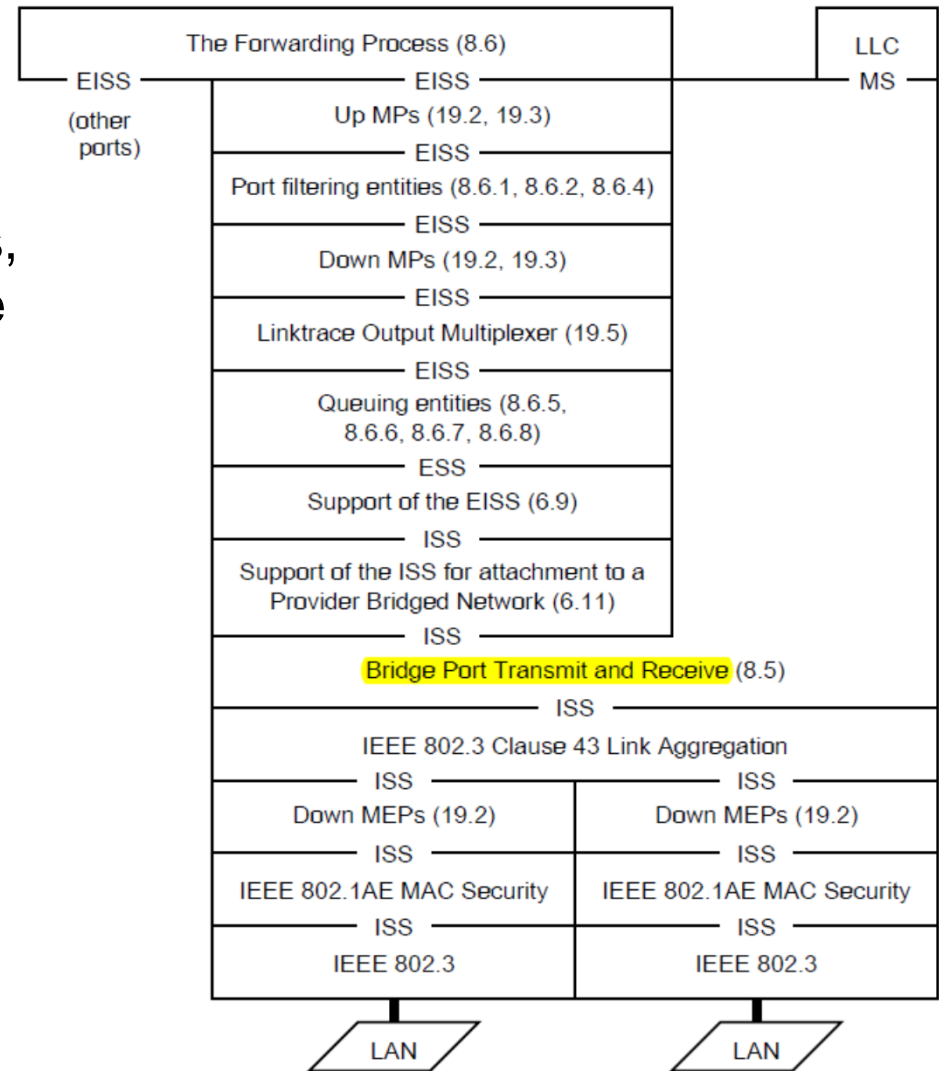 The Forwarding Process (8.6)
LLC
EISS
EISS
MS
(other
ports)
Up MPs (19.2, 19.3)
EISS
Port filtering entities (8.6.1, 8.6.2, 8.6.4)
EISS
s,
Down MPs (19.2, 19.3)
e
EISS
Linktrace Output Multiplexer (19.5)
EISS
Queuing entities (8.6.5,
8.6.6, 8.6.7, 8.6.8)
ESS
Support of the EISS (6.9)
ISS
Support of the ISS for attachment to a
Provider Bridged Network (6.11)
ISS
Bridge Port Transmit and Receive (8.5)
ISS
IEEE 802.3 Clause 43 Link Aggregation
ISS
ISS
Down MEPs (19.2)
Down MEPs (19.2)
ISS
ISS
IEEE 802.1AE MAC Security
IEEE 802.1AE MAC Security
ISS
ISS
IEEE 802.3
IEEE 802.3
LAN
LAN